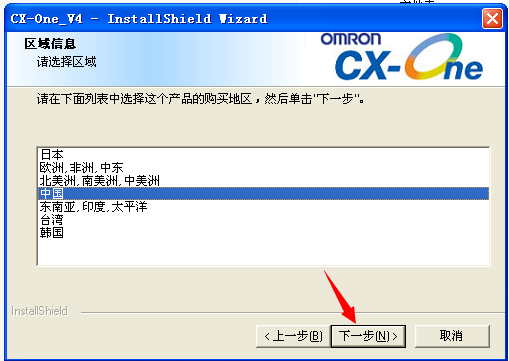 CX-One_V4 - InstallShield Wizard
区域信息
请选择区域
OMRON
CX-One
请在下面列表中选择这个产品的购买地区，然后单击"下一步"。
日本
欧洲,非洲,中东
北美洲,南美洲,中美洲
中国
东南亚,印度,太平洋
台湾
韩国
InstallShield
<上一步(B) 下一步(N)> 取消